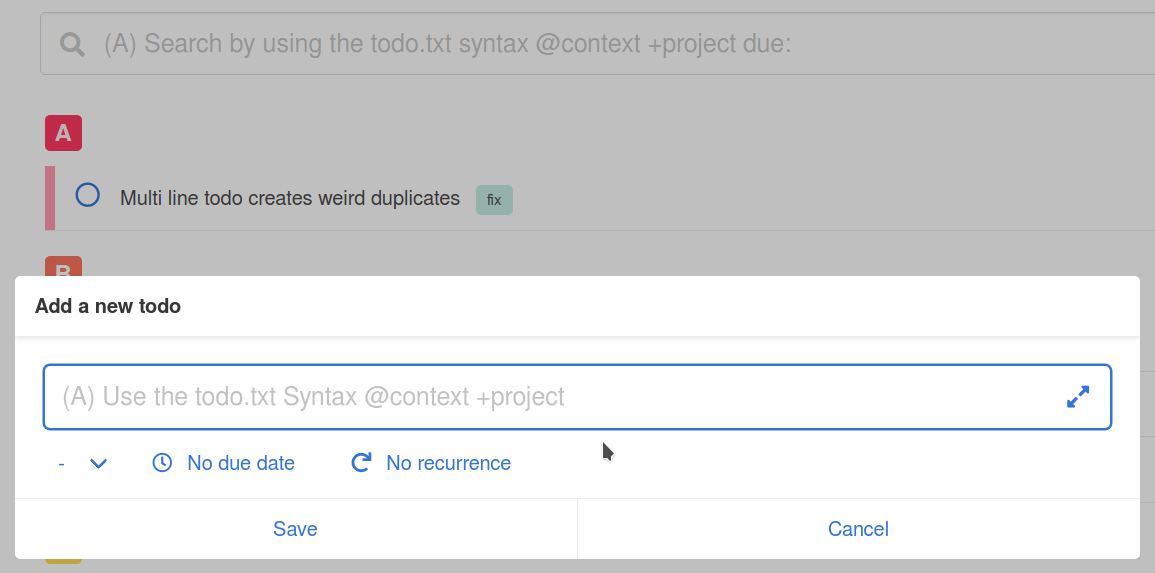 (A) Search by using the todo.txt syntax @context +project due:
A
Multi line todo creates weird duplicates fix
B
Add a new todo
(A) Use the todo.txt Syntax @context +project
- No due date No recurrence
Save Cancel